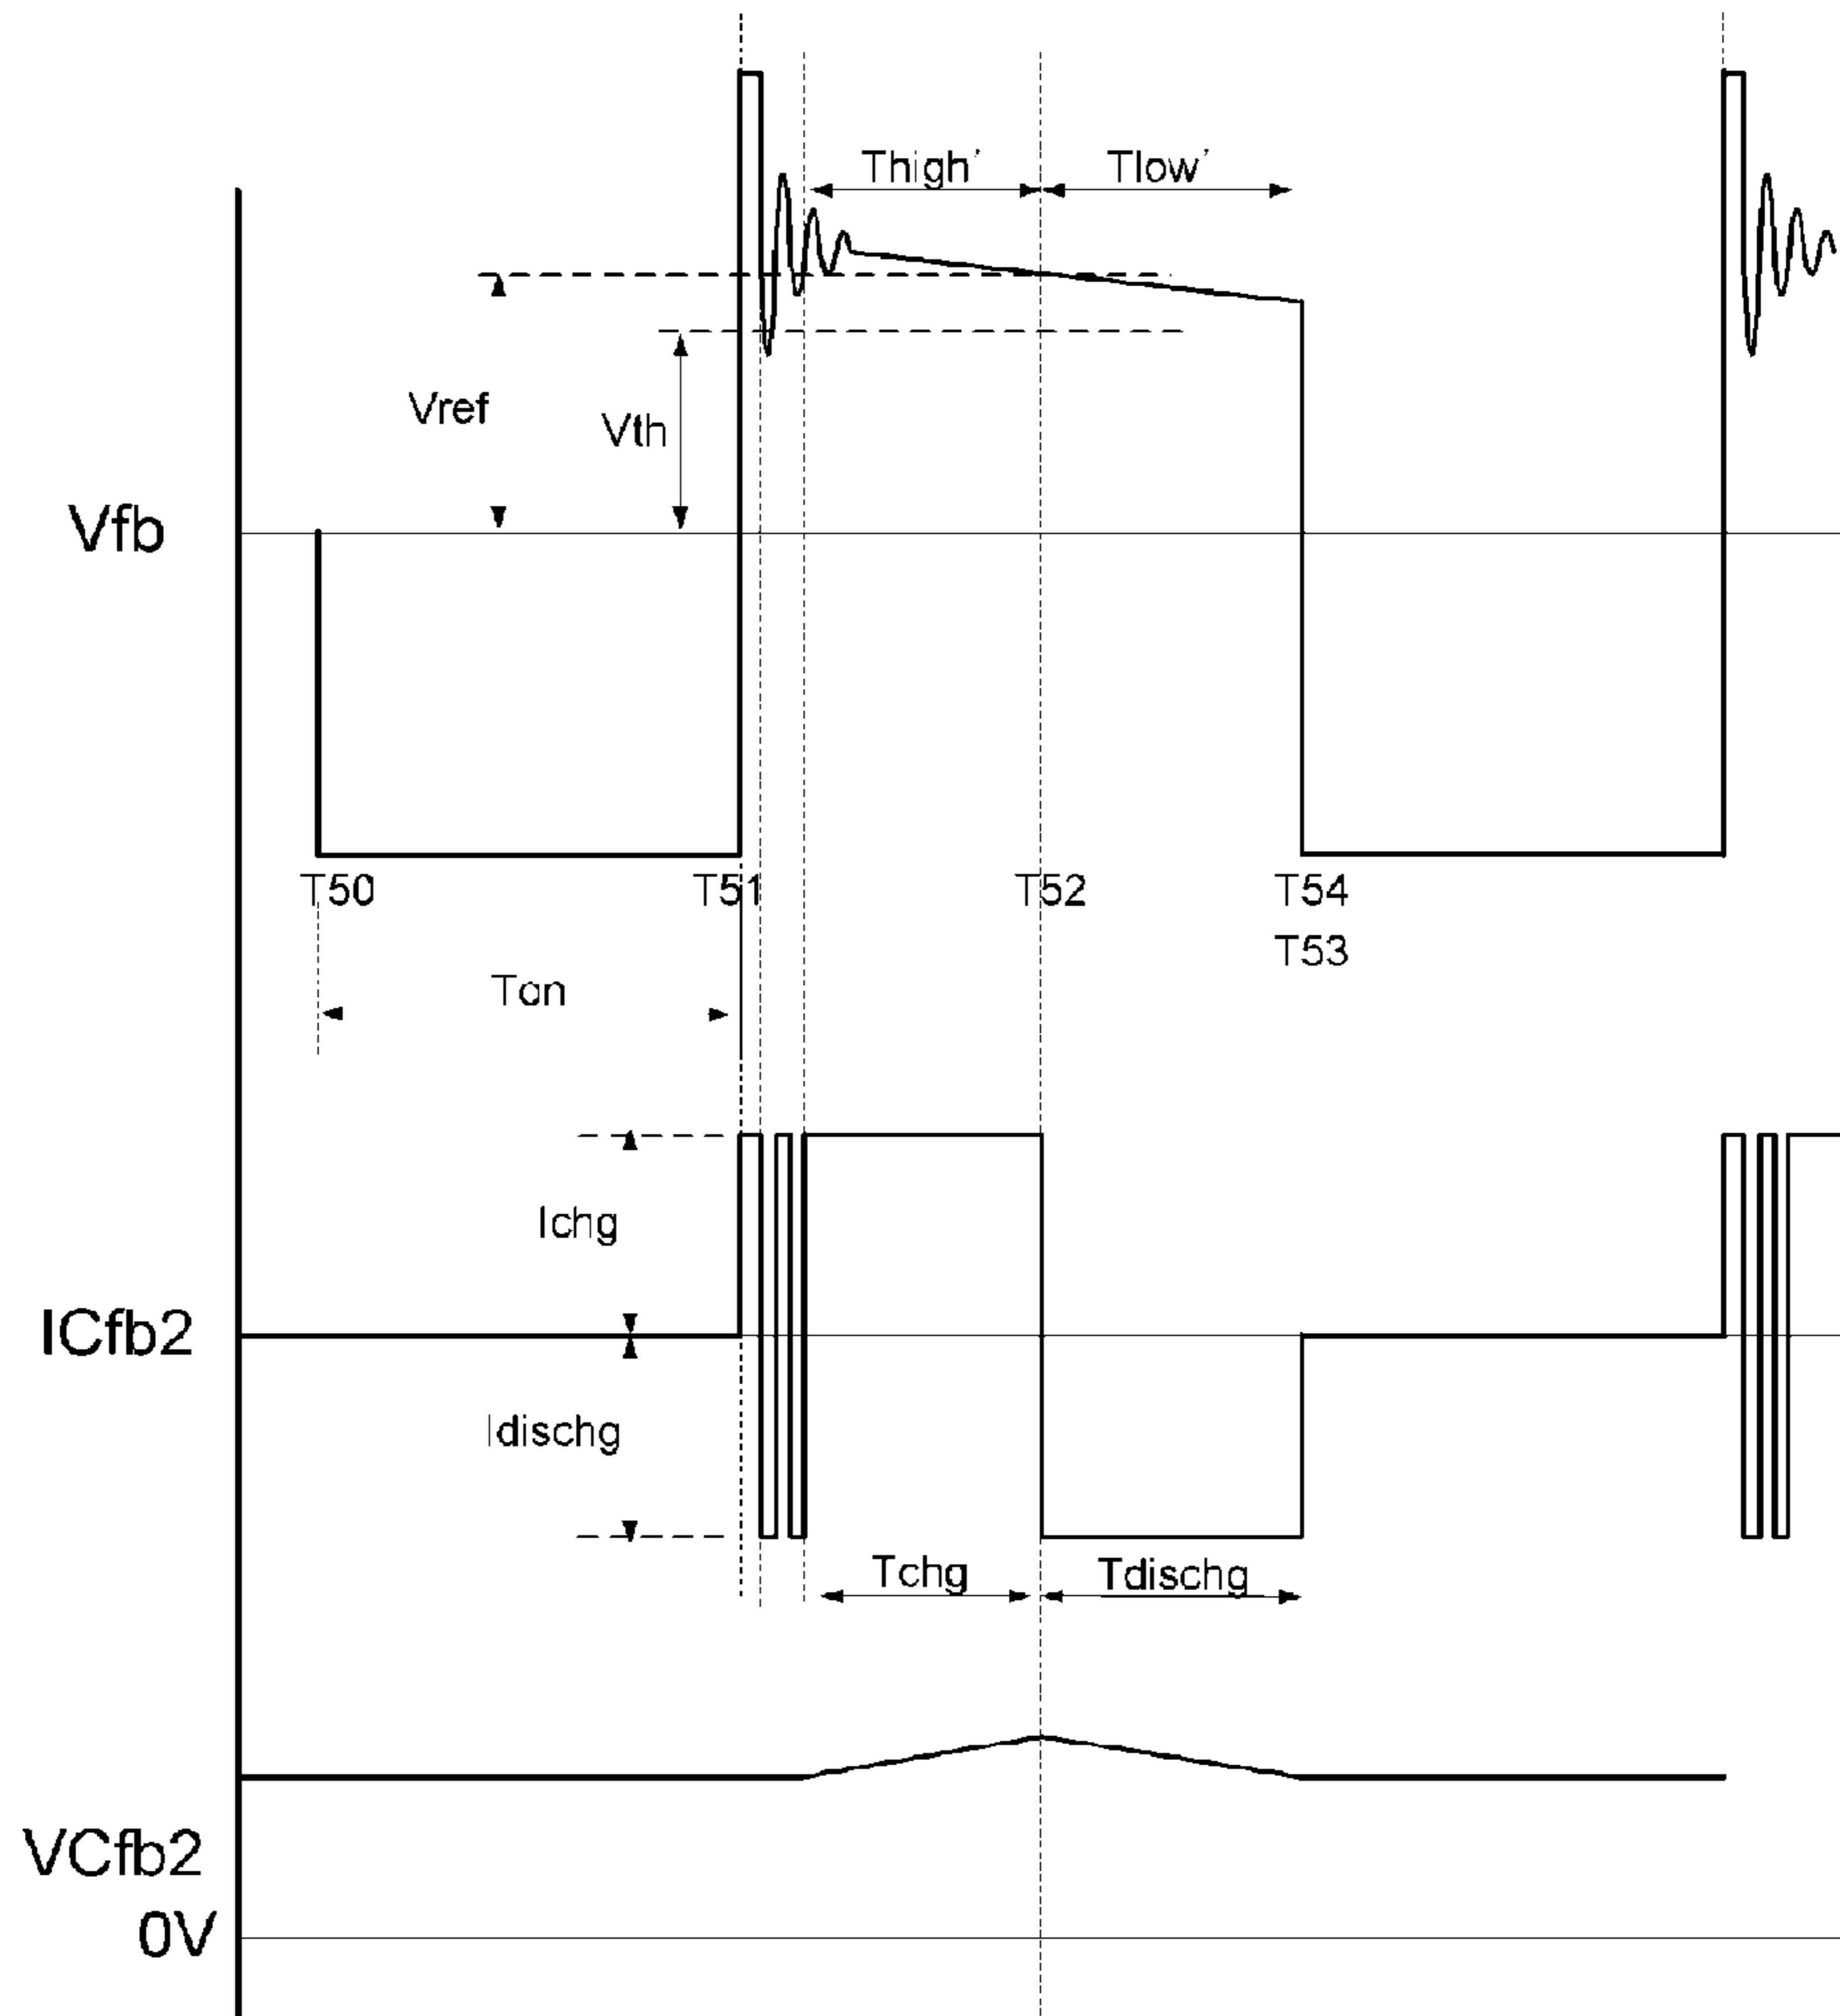 Thigh'
Tlow'
Vref
Vth
Vfb
T50
T51
T52
T54
T53
Ton
Ichg
ICfb2
Idischg
Tchg
Tdischg
VCfb2
0V